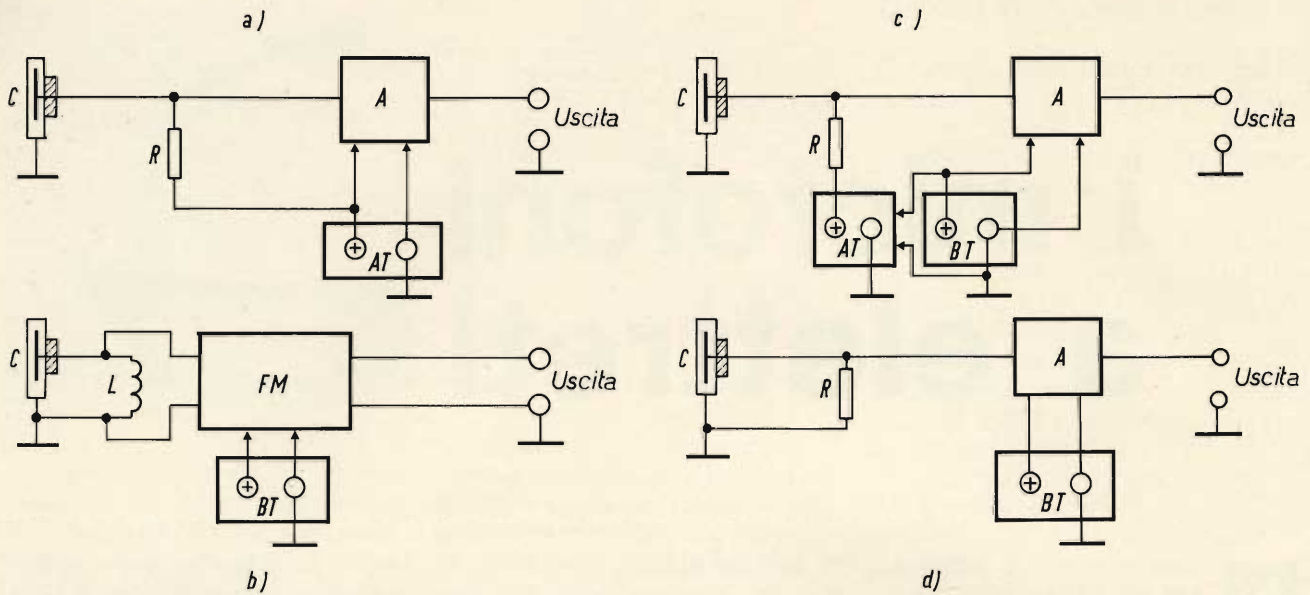 a)
C
R
A
Uscita
+
AT
b)
C
L
FM
Uscita
+
BT
c)
C
R
A
Uscita
+
AT
+
BT
d)
C
R
A
Uscita
+
BT